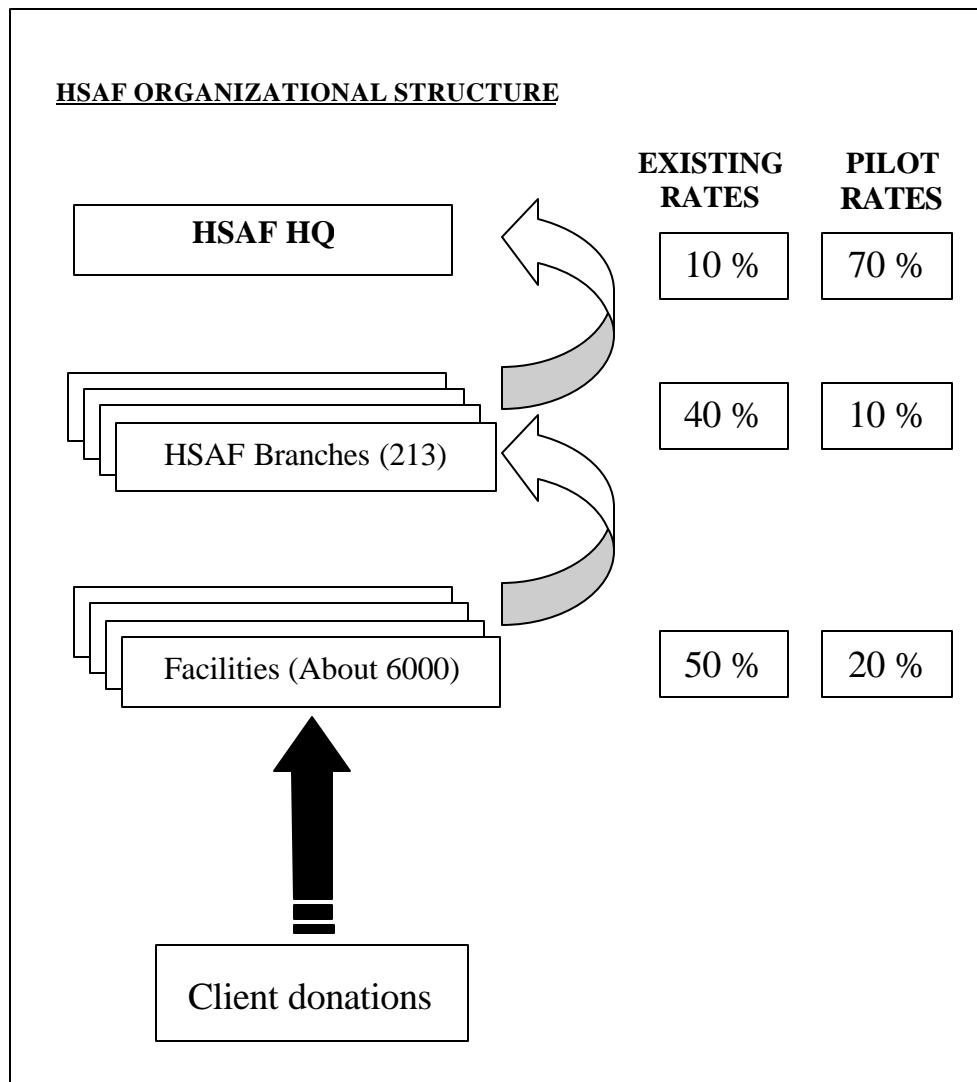 HSAF ORGANIZATIONAL STRUCTURE
EXISTING RATES
PILOT RATES
HSAF HQ
10 %
70 %
HSAF Branches (213)
40 %
10 %
Facilities (About 6000)
50 %
20 %
Client donations